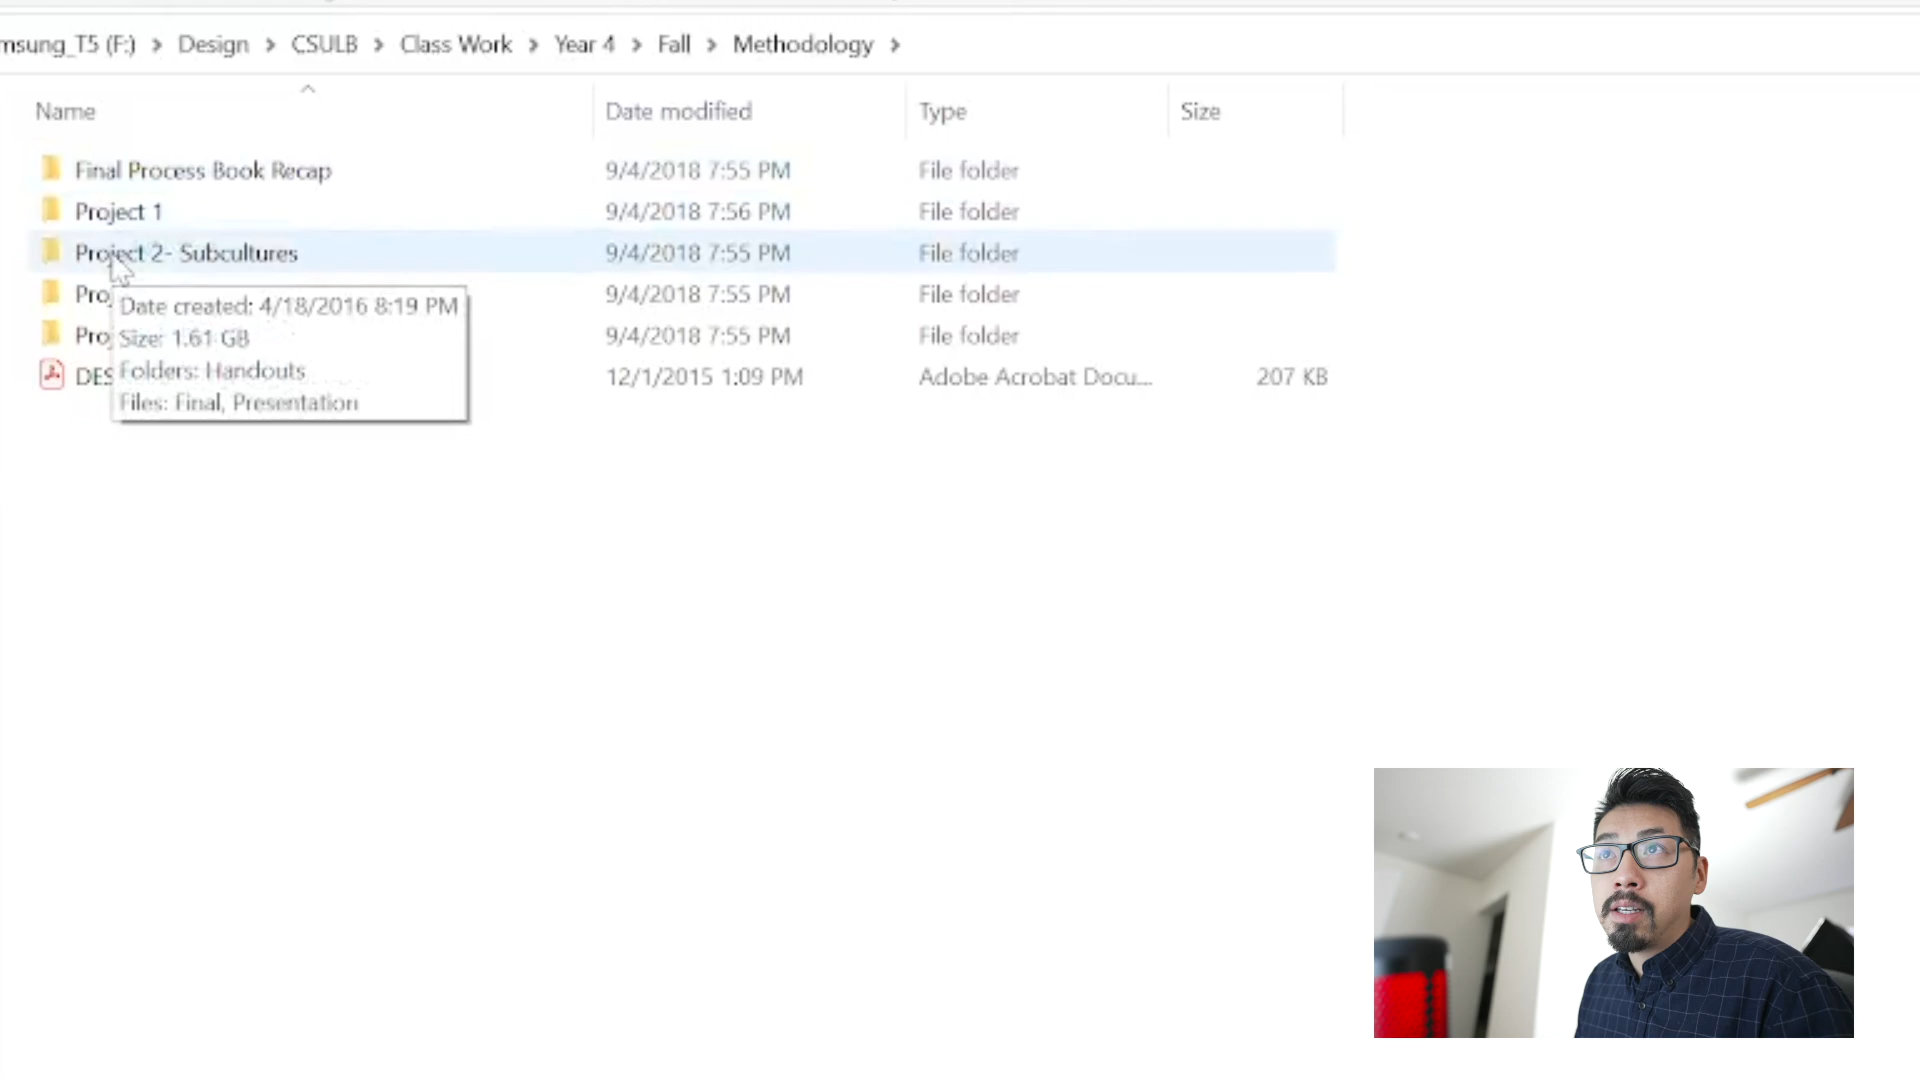 msung_T5 (F:) > Design > CSULB > Class Work > Year 4 > Fall > Methodology >
Name Date modified Type Size
Final Process Book Recap 9/4/2018 7:55 PM File folder
Project 1 9/4/2018 7:56 PM File folder
Project 2- Subcultures 9/4/2018 7:55 PM File folder
Proj 9/4/2018 7:55 PM File folder
Proj 9/4/2018 7:55 PM File folder
DES 12/1/2015 1:09 PM Adobe Acrobat Docu... 207 KB
Date created: 4/18/2016 8:19 PM
Size: 1.61 GB
Folders: Handouts
Files: Final, Presentation